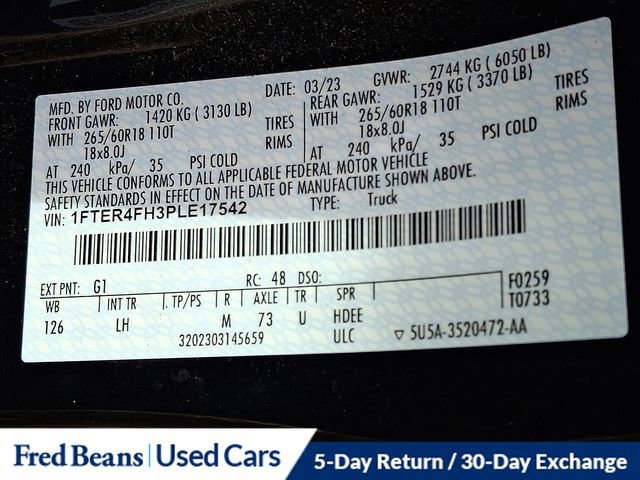 MFD. BY FORD MOTOR CO.
DATE: 03/23 GVWR: 2744 KG ( 6050 LB)
FRONT GAWR: 1420 KG ( 3130 LB) REAR GAWR: 1529 KG ( 3370 LB)
WITH 265/60R18 110T TIRES WITH 265/60R18 110T TIRES
18x8.0J RIMS 18x8.0J RIMS
AT 240 kPa/ 35 PSI COLD AT 240 kPa/ 35 PSI COLD
THIS VEHICLE CONFORMS TO ALL APPLICABLE FEDERAL MOTOR VEHICLE
SAFETY STANDARDS IN EFFECT ON THE DATE OF MANUFACTURE SHOWN ABOVE.
VIN: 1FTER4FH3PLE17542 TYPE: Truck
EXT PNT: G1 RC: 48 DSO: F0259
WB INT TR TP/PS R AXLE TR SPR T0733
126 LH M 73 U HDEE
3202303145659 ULC ▽ 5U5A-3520472-AA
Fred Beans | Used Cars 5-Day Return / 30-Day Exchange